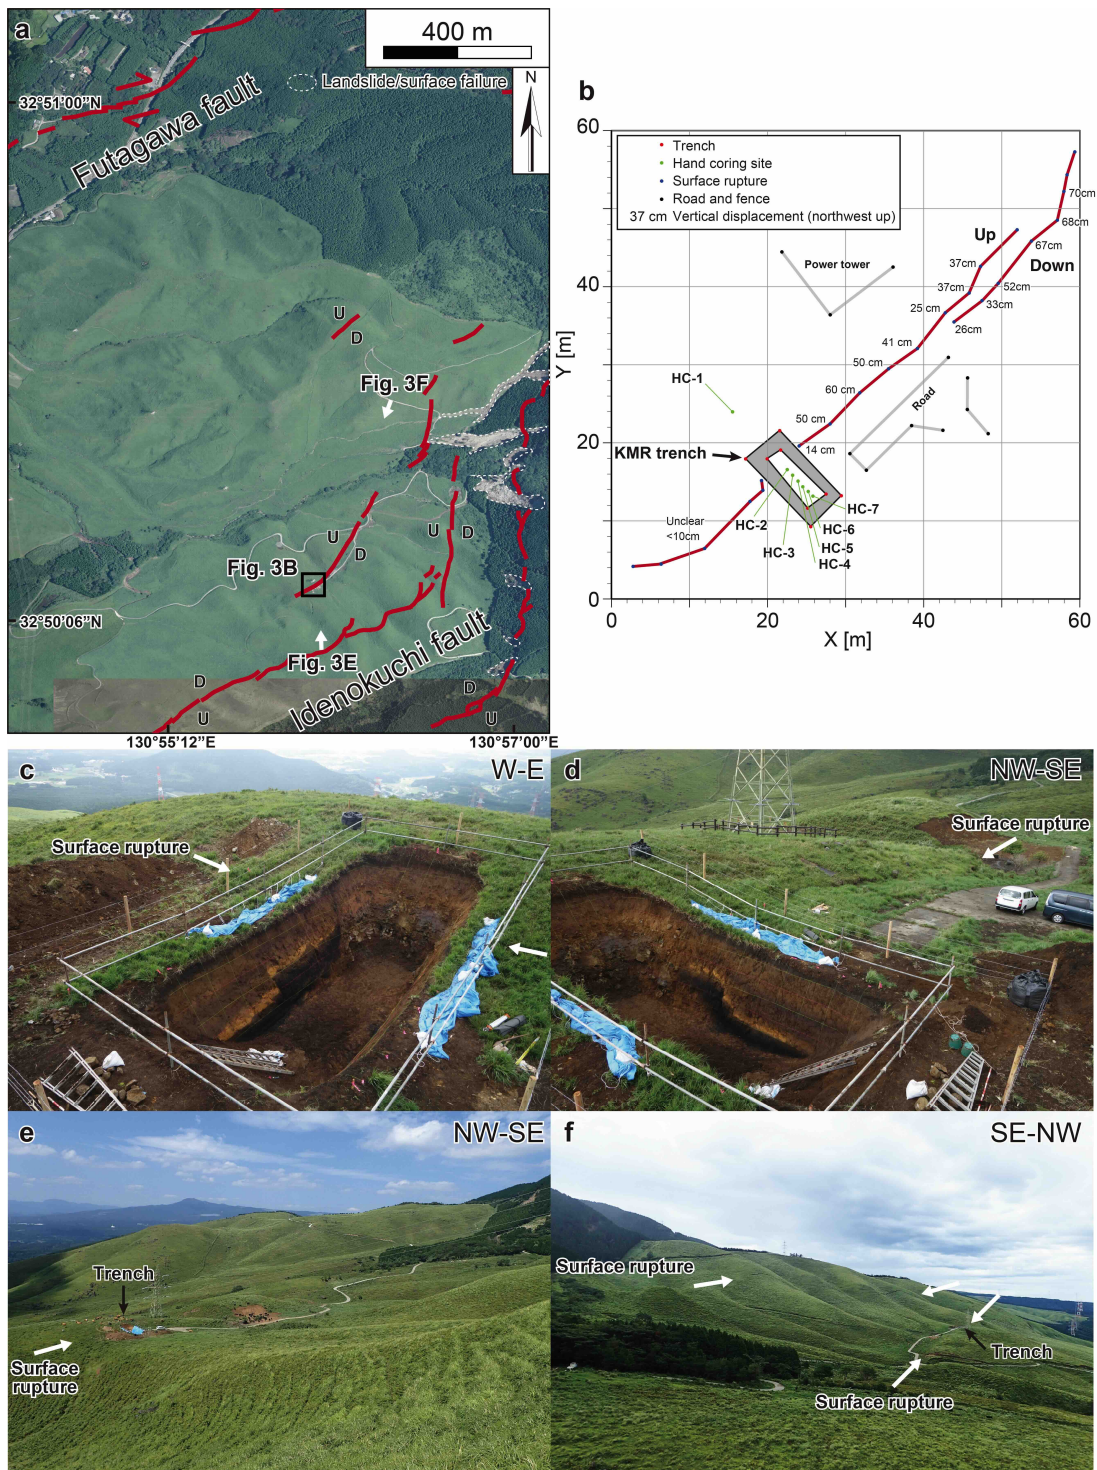 a
400 m
Landslide/surface failure
N
32°51'00"N
Futagawa fault
U
D
Fig. 3F
U
D
U
D
Fig. 3B
32°50'06"N
Fig. 3E
Idenokuchi fault
D
U
D
U
130°55'12"E
130°57'00"E
b
60
40
20
0
Y [m]
0
20
40
60
X [m]
Trench
Hand coring site
Surface rupture
Road and fence
37 cm Vertical displacement (northwest up)
70cm
68cm
Up
67cm
Down
Power tower
37cm
37cm
52cm
25 cm
33cm
26cm
41 cm
50 cm
60 cm
HC-1
Road
50 cm
14 cm
KMR trench
HC-7
Unclear
<10cm
HC-2
HC-6
HC-3
HC-5
HC-4
c
W-E
Surface rupture
d
NW-SE
Surface rupture
e
NW-SE
Trench
Surface
rupture
f
SE-NW
Surface rupture
Trench
Surface rupture